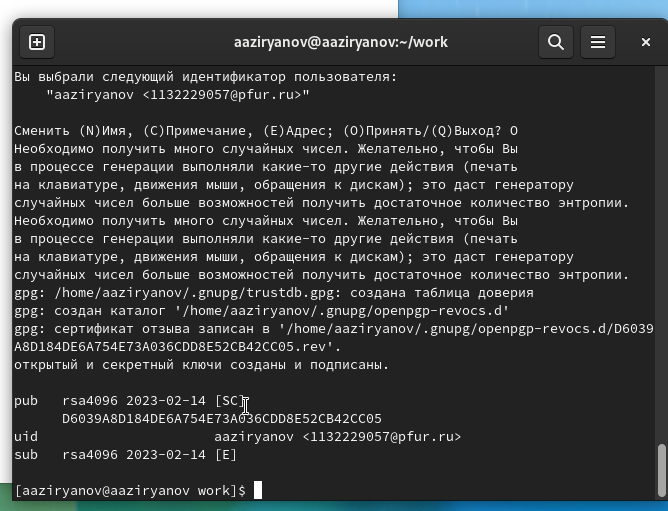 aaziryanov@aaziryanov:~/work
Вы выбрали следующий идентификатор пользователя:
"aaziryanov <1132229057@pfur.ru>"
Сменить (N)Имя, (C)Примечание, (E)Адрес; (O)Принять/(Q)Выход? O
Необходимо получить много случайных чисел. Желательно, чтобы Вы
в процессе генерации выполняли какие-то другие действия (печать
на клавиатуре, движения мыши, обращения к дискам); это даст генератору
случайных чисел больше возможностей получить достаточное количество энтропии.
Необходимо получить много случайных чисел. Желательно, чтобы Вы
в процессе генерации выполняли какие-то другие действия (печать
на клавиатуре, движения мыши, обращения к дискам); это даст генератору
случайных чисел больше возможностей получить достаточное количество энтропии.
gpg: /home/aaziryanov/.gnupg/trustdb.gpg: создана таблица доверия
gpg: создан каталог '/home/aaziryanov/.gnupg/openpgp-revocs.d'
gpg: сертификат отзыва записан в '/home/aaziryanov/.gnupg/openpgp-revocs.d/D6039
A8D184DE6A754E73A036CDD8E52CB42CC05.rev'.
открытый и секретный ключи созданы и подписаны.
pub   rsa4096 2023-02-14 [SC]
D6039A8D184DE6A754E73A036CDD8E52CB42CC05
uid                      aaziryanov <1132229057@pfur.ru>
sub   rsa4096 2023-02-14 [E]
[aaziryanov@aaziryanov work]$